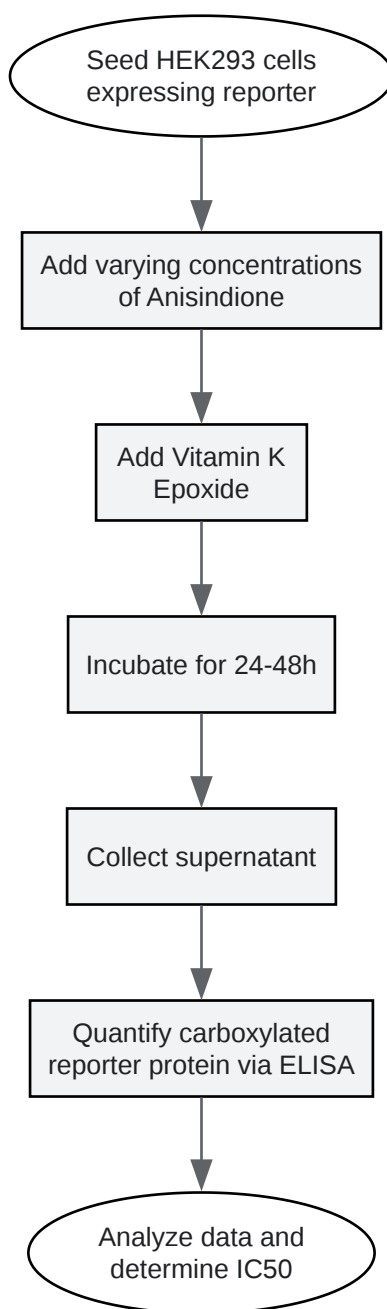 Seed HEK293 cells
expressing reporter
Add varying concentrations
of Anisindione
Add Vitamin K
Epoxide
Incubate for 24-48h
Collect supernatant
Quantify carboxylated
reporter protein via ELISA
Analyze data and
determine IC50